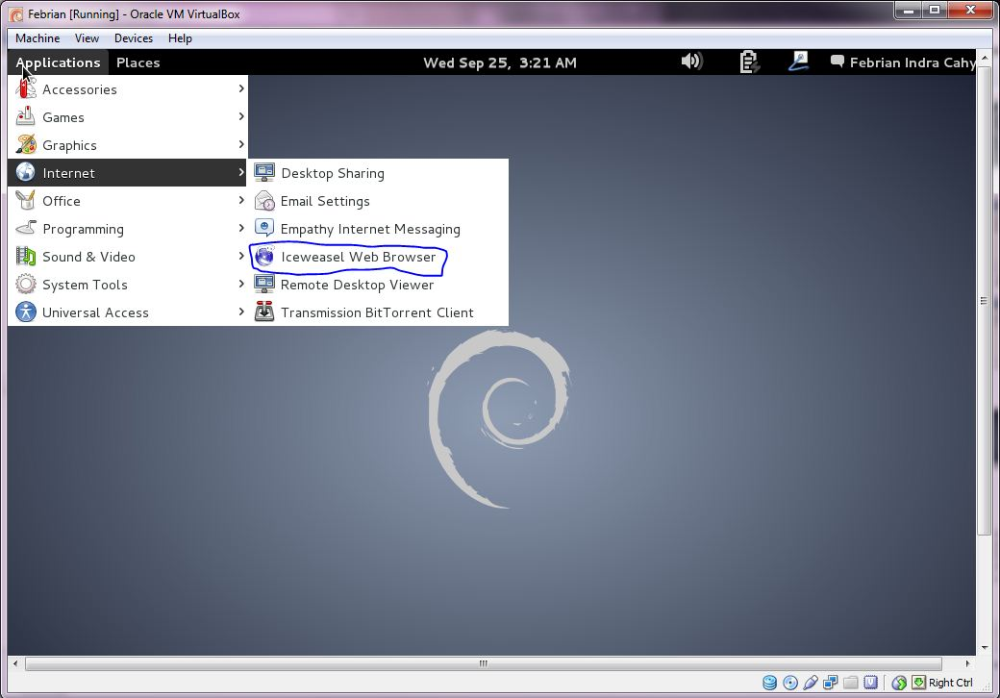 Febrian [Running] - Oracle VM VirtualBox
Machine View Devices Help
Applications Places Wed Sep 25, 3:21 AM Febrian Indra Cahy
Accessories
Games
Graphics
Internet
Desktop Sharing
Office
Email Settings
Programming
Empathy Internet Messaging
Sound & Video
Iceweasel Web Browser
System Tools
Remote Desktop Viewer
Universal Access
Transmission BitTorrent Client
Right Ctrl